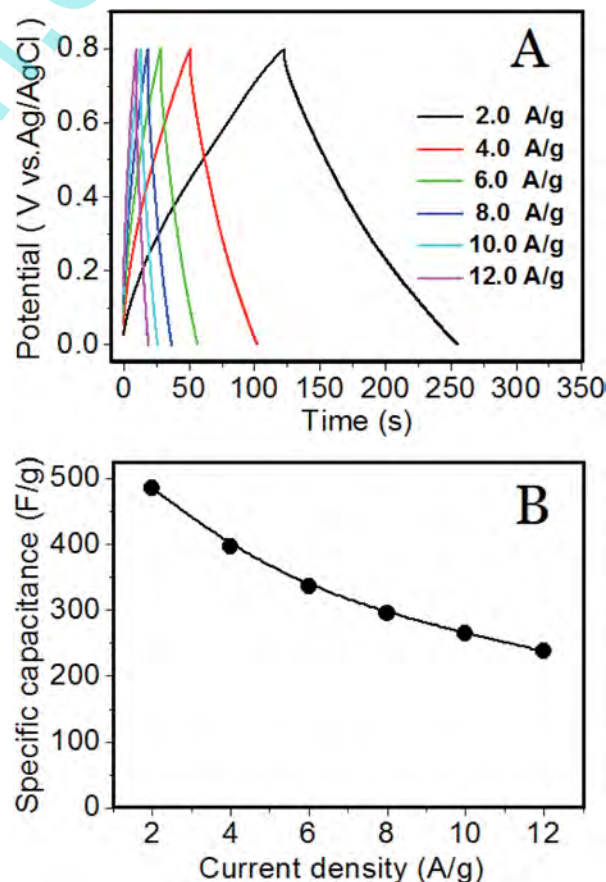 A
0.8
0.6
0.4
0.2
0.0
Potential ( V vs.Ag/AgCl )
2.0 A/g
4.0 A/g
6.0 A/g
8.0 A/g
10.0 A/g
12.0 A/g
0 50 100 150 200 250 300 350
Time (s)
B
500
400
300
200
100
0
Specific capacitance (F/g)
2 4 6 8 10 12
Current density (A/g)